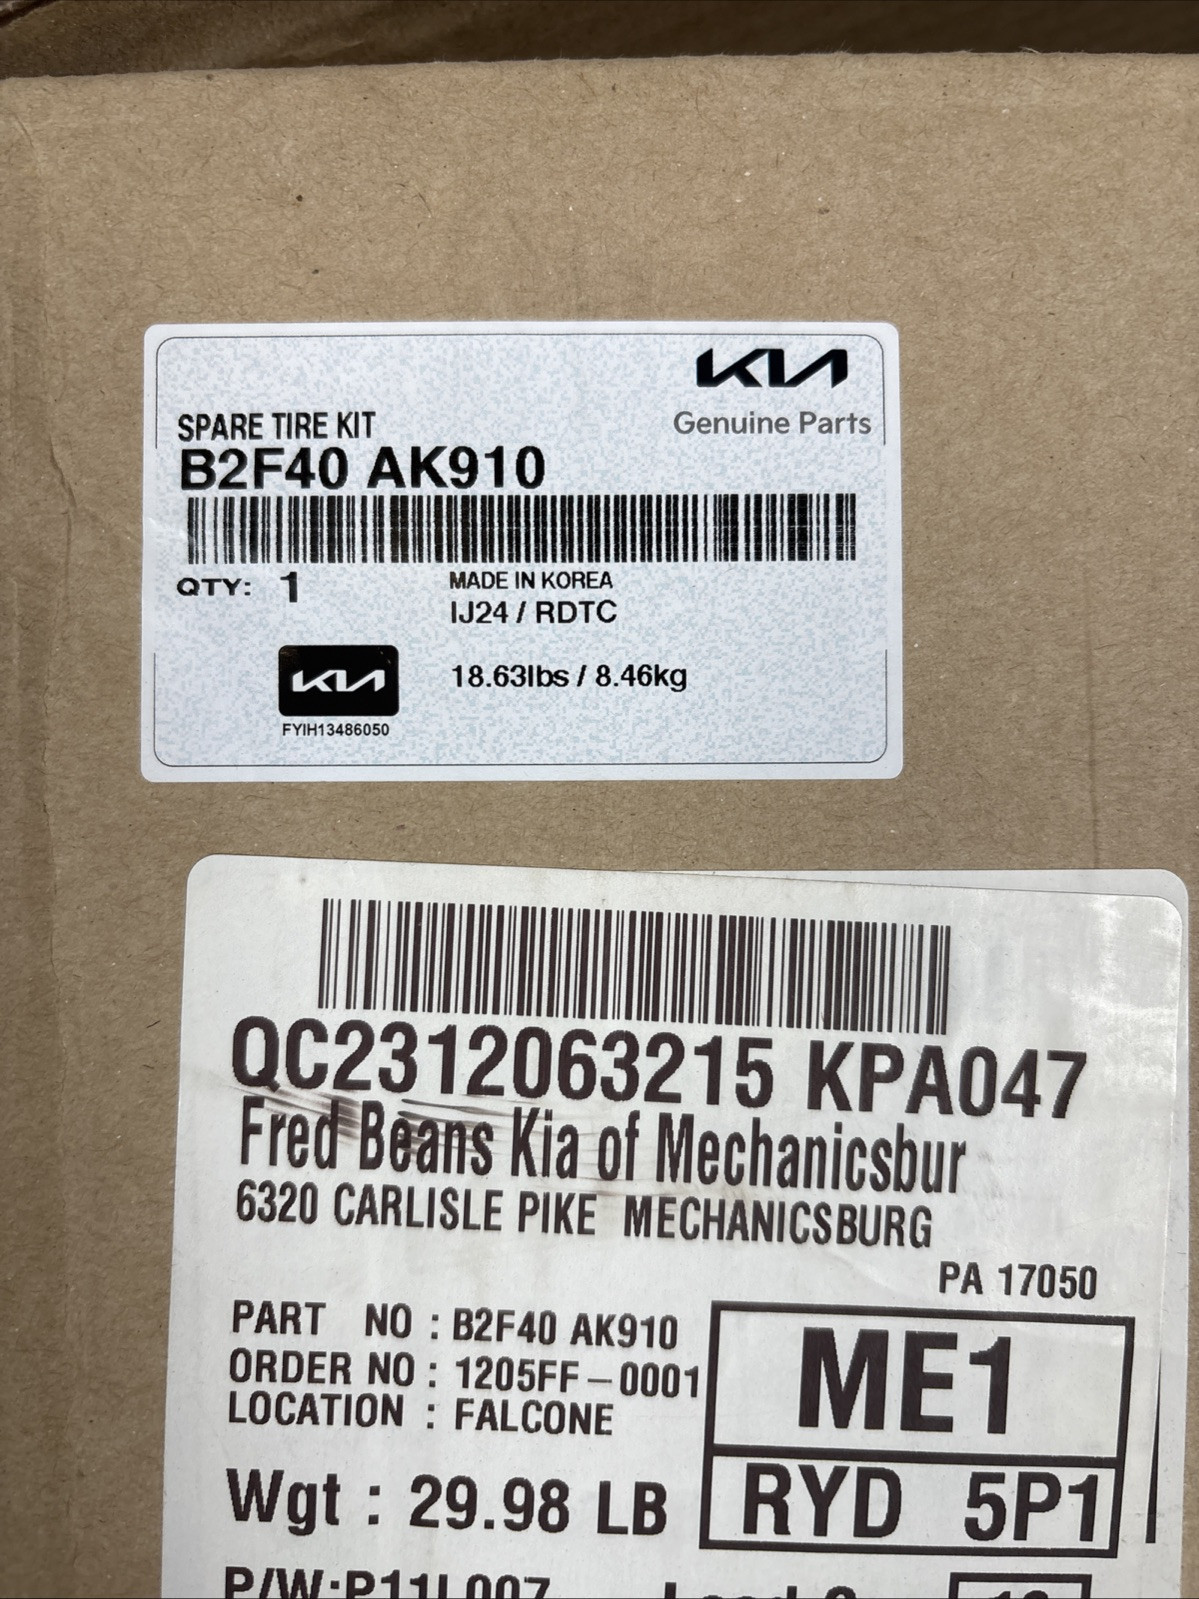 KIA
Genuine Parts
SPARE TIRE KIT
B2F40 AK910
QTY: 1
MADE IN KOREA
IJ24 / RDTC
KIA
18.63lbs / 8.46kg
FYIH13486050
QC2312063215 KPA047
Fred Beans Kia of Mechanicsbur
6320 CARLISLE PIKE MECHANICSBURG
PA 17050
PART NO : B2F40 AK910
ORDER NO : 1205FF-0001
LOCATION : FALCONE
ME1
Wgt : 29.98 LB
RYD 5P1
P/W:P11L007